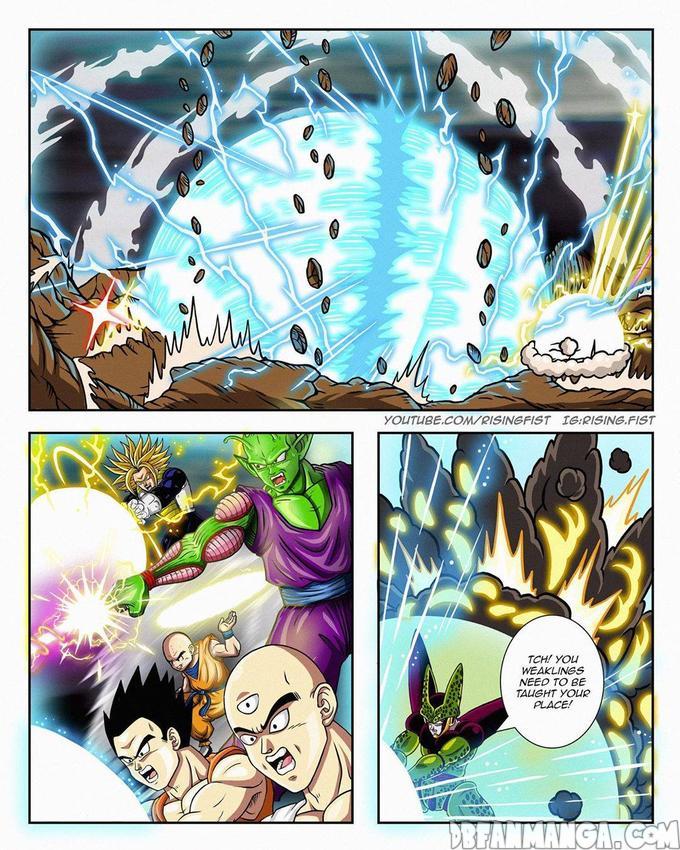 YOUTUBE.COM/RISINGFIST IG:RISING.FIST
TCH! YOU
WEAKLINGS
NEED TO BE
TAUGHT YOUR
PLACE!
DBFANMANGA.COM